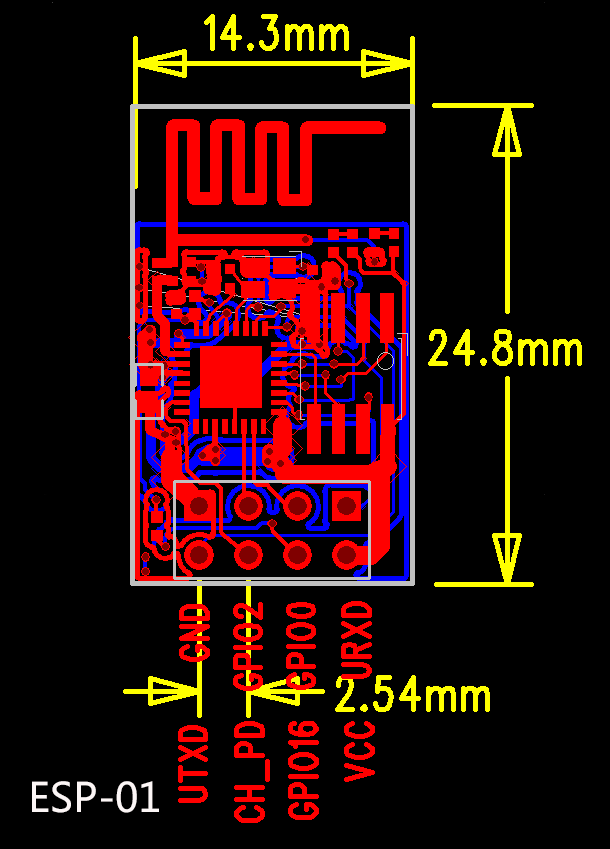 14.3mm
24.8mm
GND
GPIO2
GPIO0
URXD
2.54mm
UTXD
CH_PD
GPIO16
VCC
ESP-01